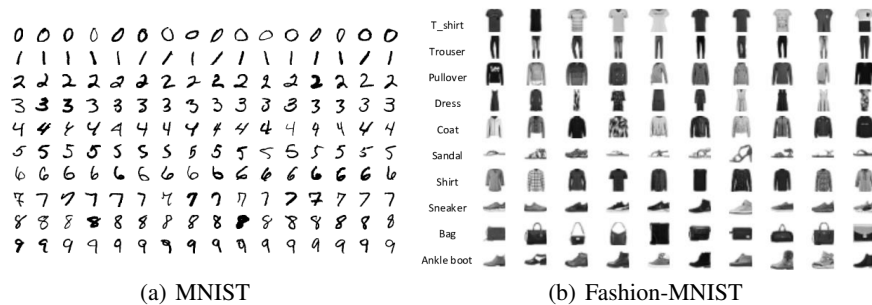 0 0 0 0 0 0 0 0 0 0 0 0 0 0 0 0
1 1 1 1 1 1 1 1 1 1 1 1 1 1 1 1
2 2 2 2 2 2 2 2 2 2 2 2 2 2 2 2
3 3 3 3 3 3 3 3 3 3 3 3 3 3 3 3
4 4 4 4 4 4 4 4 4 4 4 4 4 4 4 4
5 5 5 5 5 5 5 5 5 5 5 5 5 5 5 5
6 6 6 6 6 6 6 6 6 6 6 6 6 6 6 6
7 7 7 7 7 7 7 7 7 7 7 7 7 7 7 7
8 8 8 8 8 8 8 8 8 8 8 8 8 8 8 8
9 9 9 9 9 9 9 9 9 9 9 9 9 9 9 9
(a) MNIST
T_shirt
Trouser
Pullover
Dress
Coat
Sandal
Shirt
Sneaker
Bag
Ankle boot
(b) Fashion-MNIST